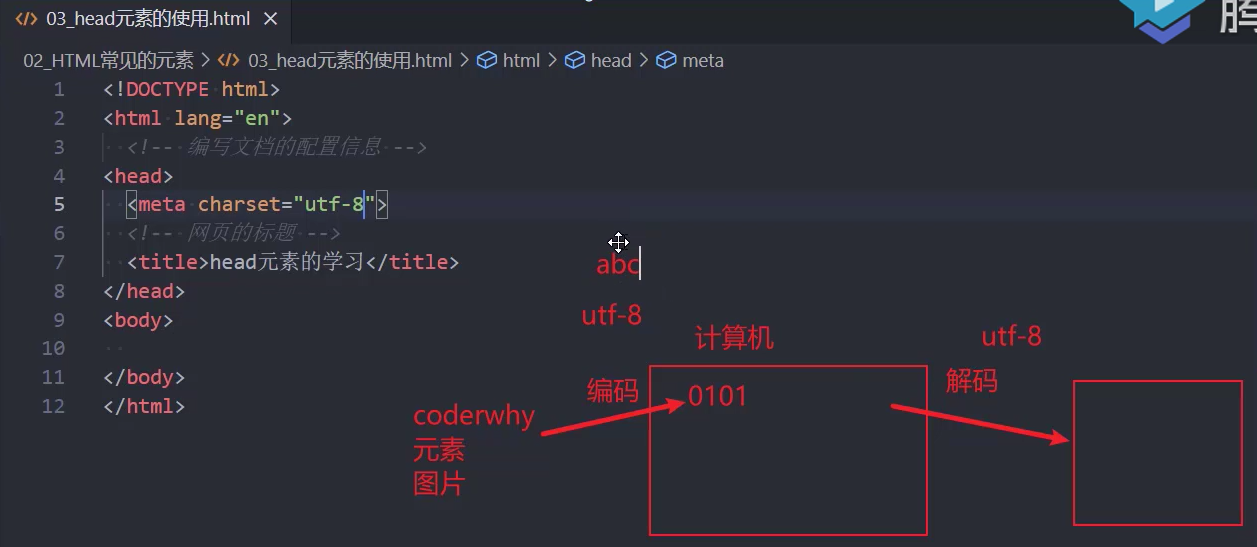 03_head元素的使用.html
02_HTML常见的元素 > 03_head元素的使用.html > html > head > meta
1 <!DOCTYPE html>
2 <html lang="en">
3 <!-- 编写文档的配置信息 -->
4 <head>
5 <meta charset="utf-8">
6 <!-- 网页的标题 -->
7 <title>head元素的学习</title>
8 </head>
9 <body>
10
11 </body>
12 </html>
abc
utf-8
计算机
utf-8
编码
0101
解码
coderwhy
元素
图片